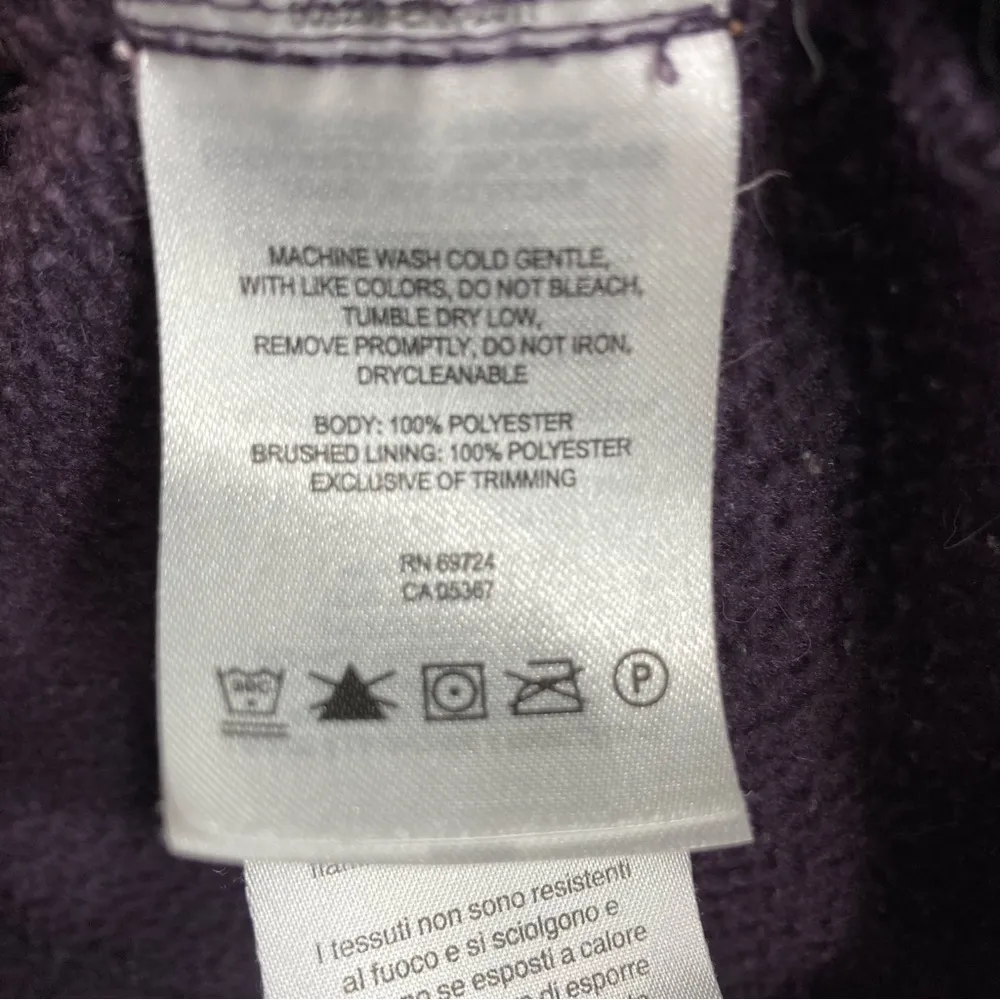 MACHINE WASH COLD GENTLE,
WITH LIKE COLORS, DO NOT BLEACH,
TUMBLE DRY LOW,
REMOVE PROMPTLY, DO NOT IRON,
DRYCLEANABLE
BODY: 100% POLYESTER
BRUSHED LINING: 100% POLYESTER
EXCLUSIVE OF TRIMMING
RN 69724
CA 05367
P
I tessuti non sono resistenti
al fuoco e si sciolgono e
no se esposti a calore
di esporre